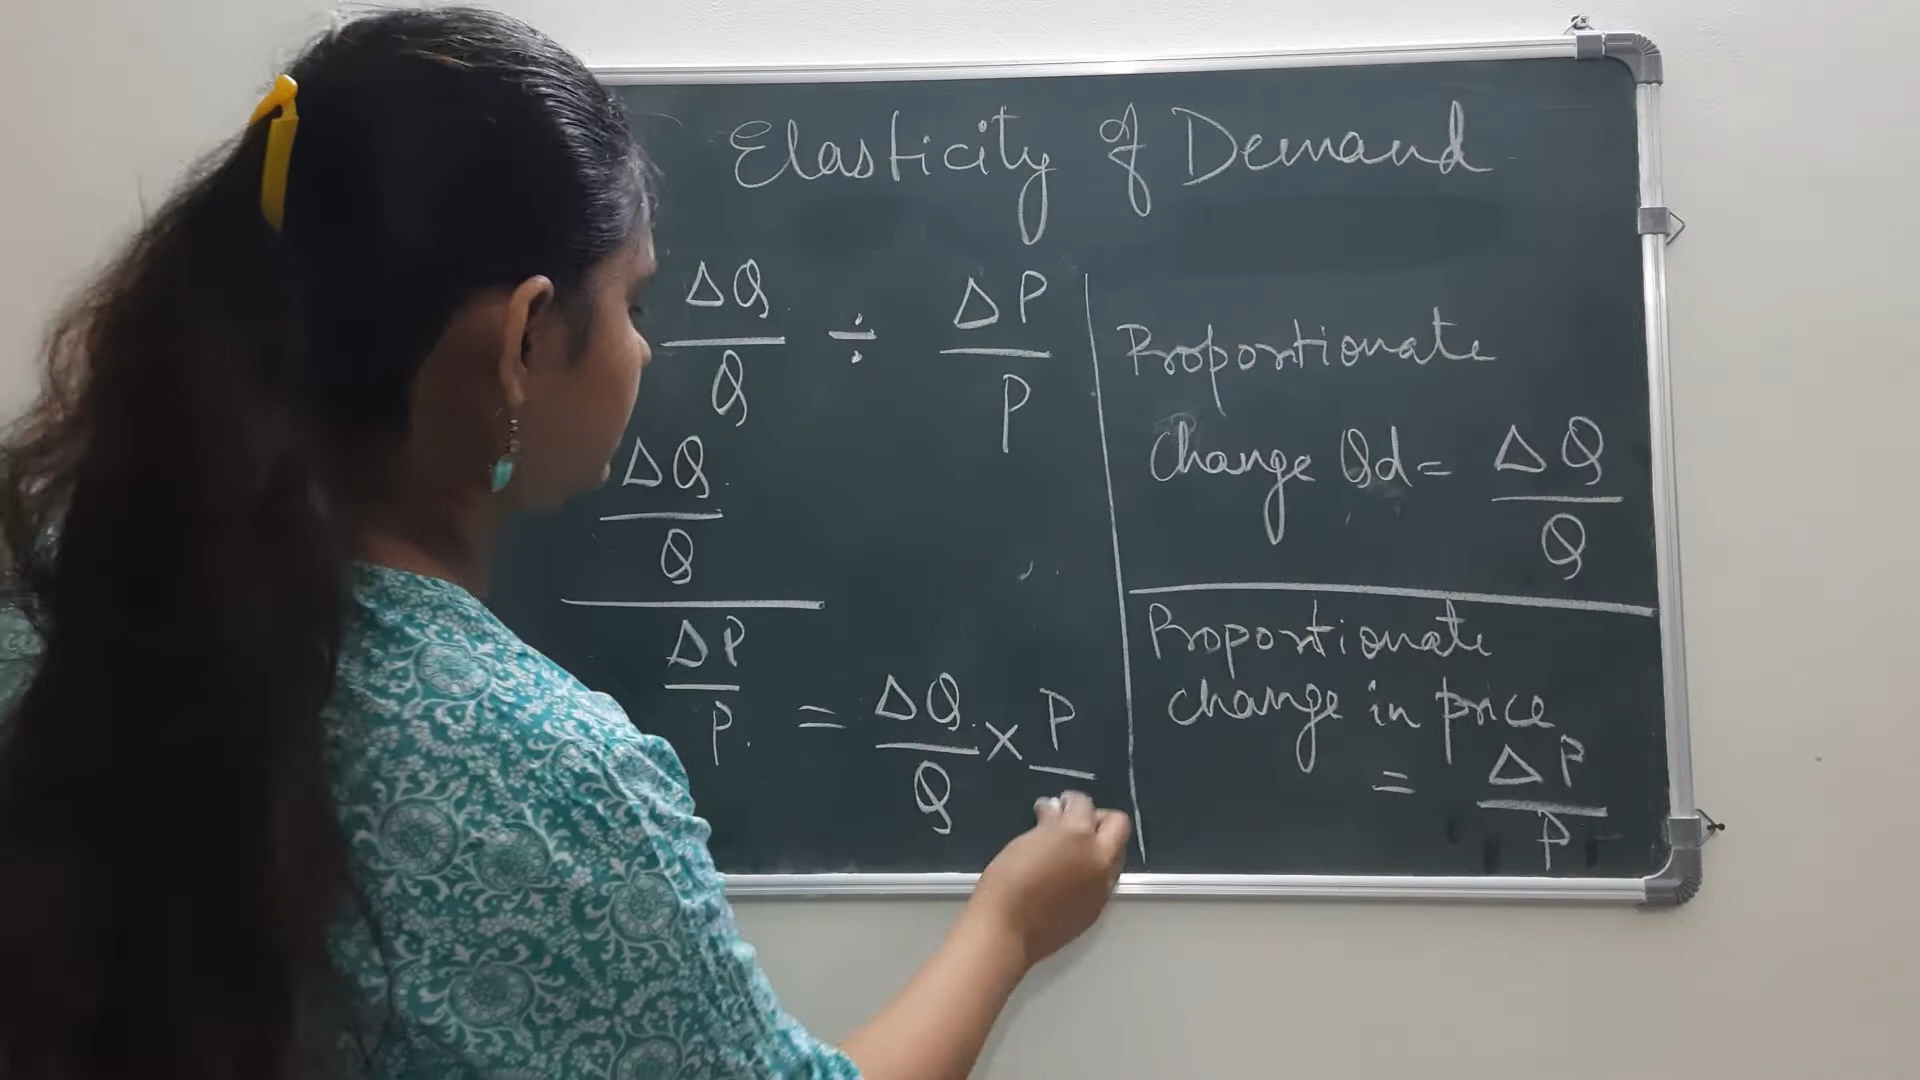 Elasticity of Demand
ΔQ/Q ÷ ΔP/P
ΔQ/Q
ΔP/P
= ΔQ/Q × P/
Proportionate
Change Qd = ΔQ/Q
Proportionate
change in price
= ΔP/P